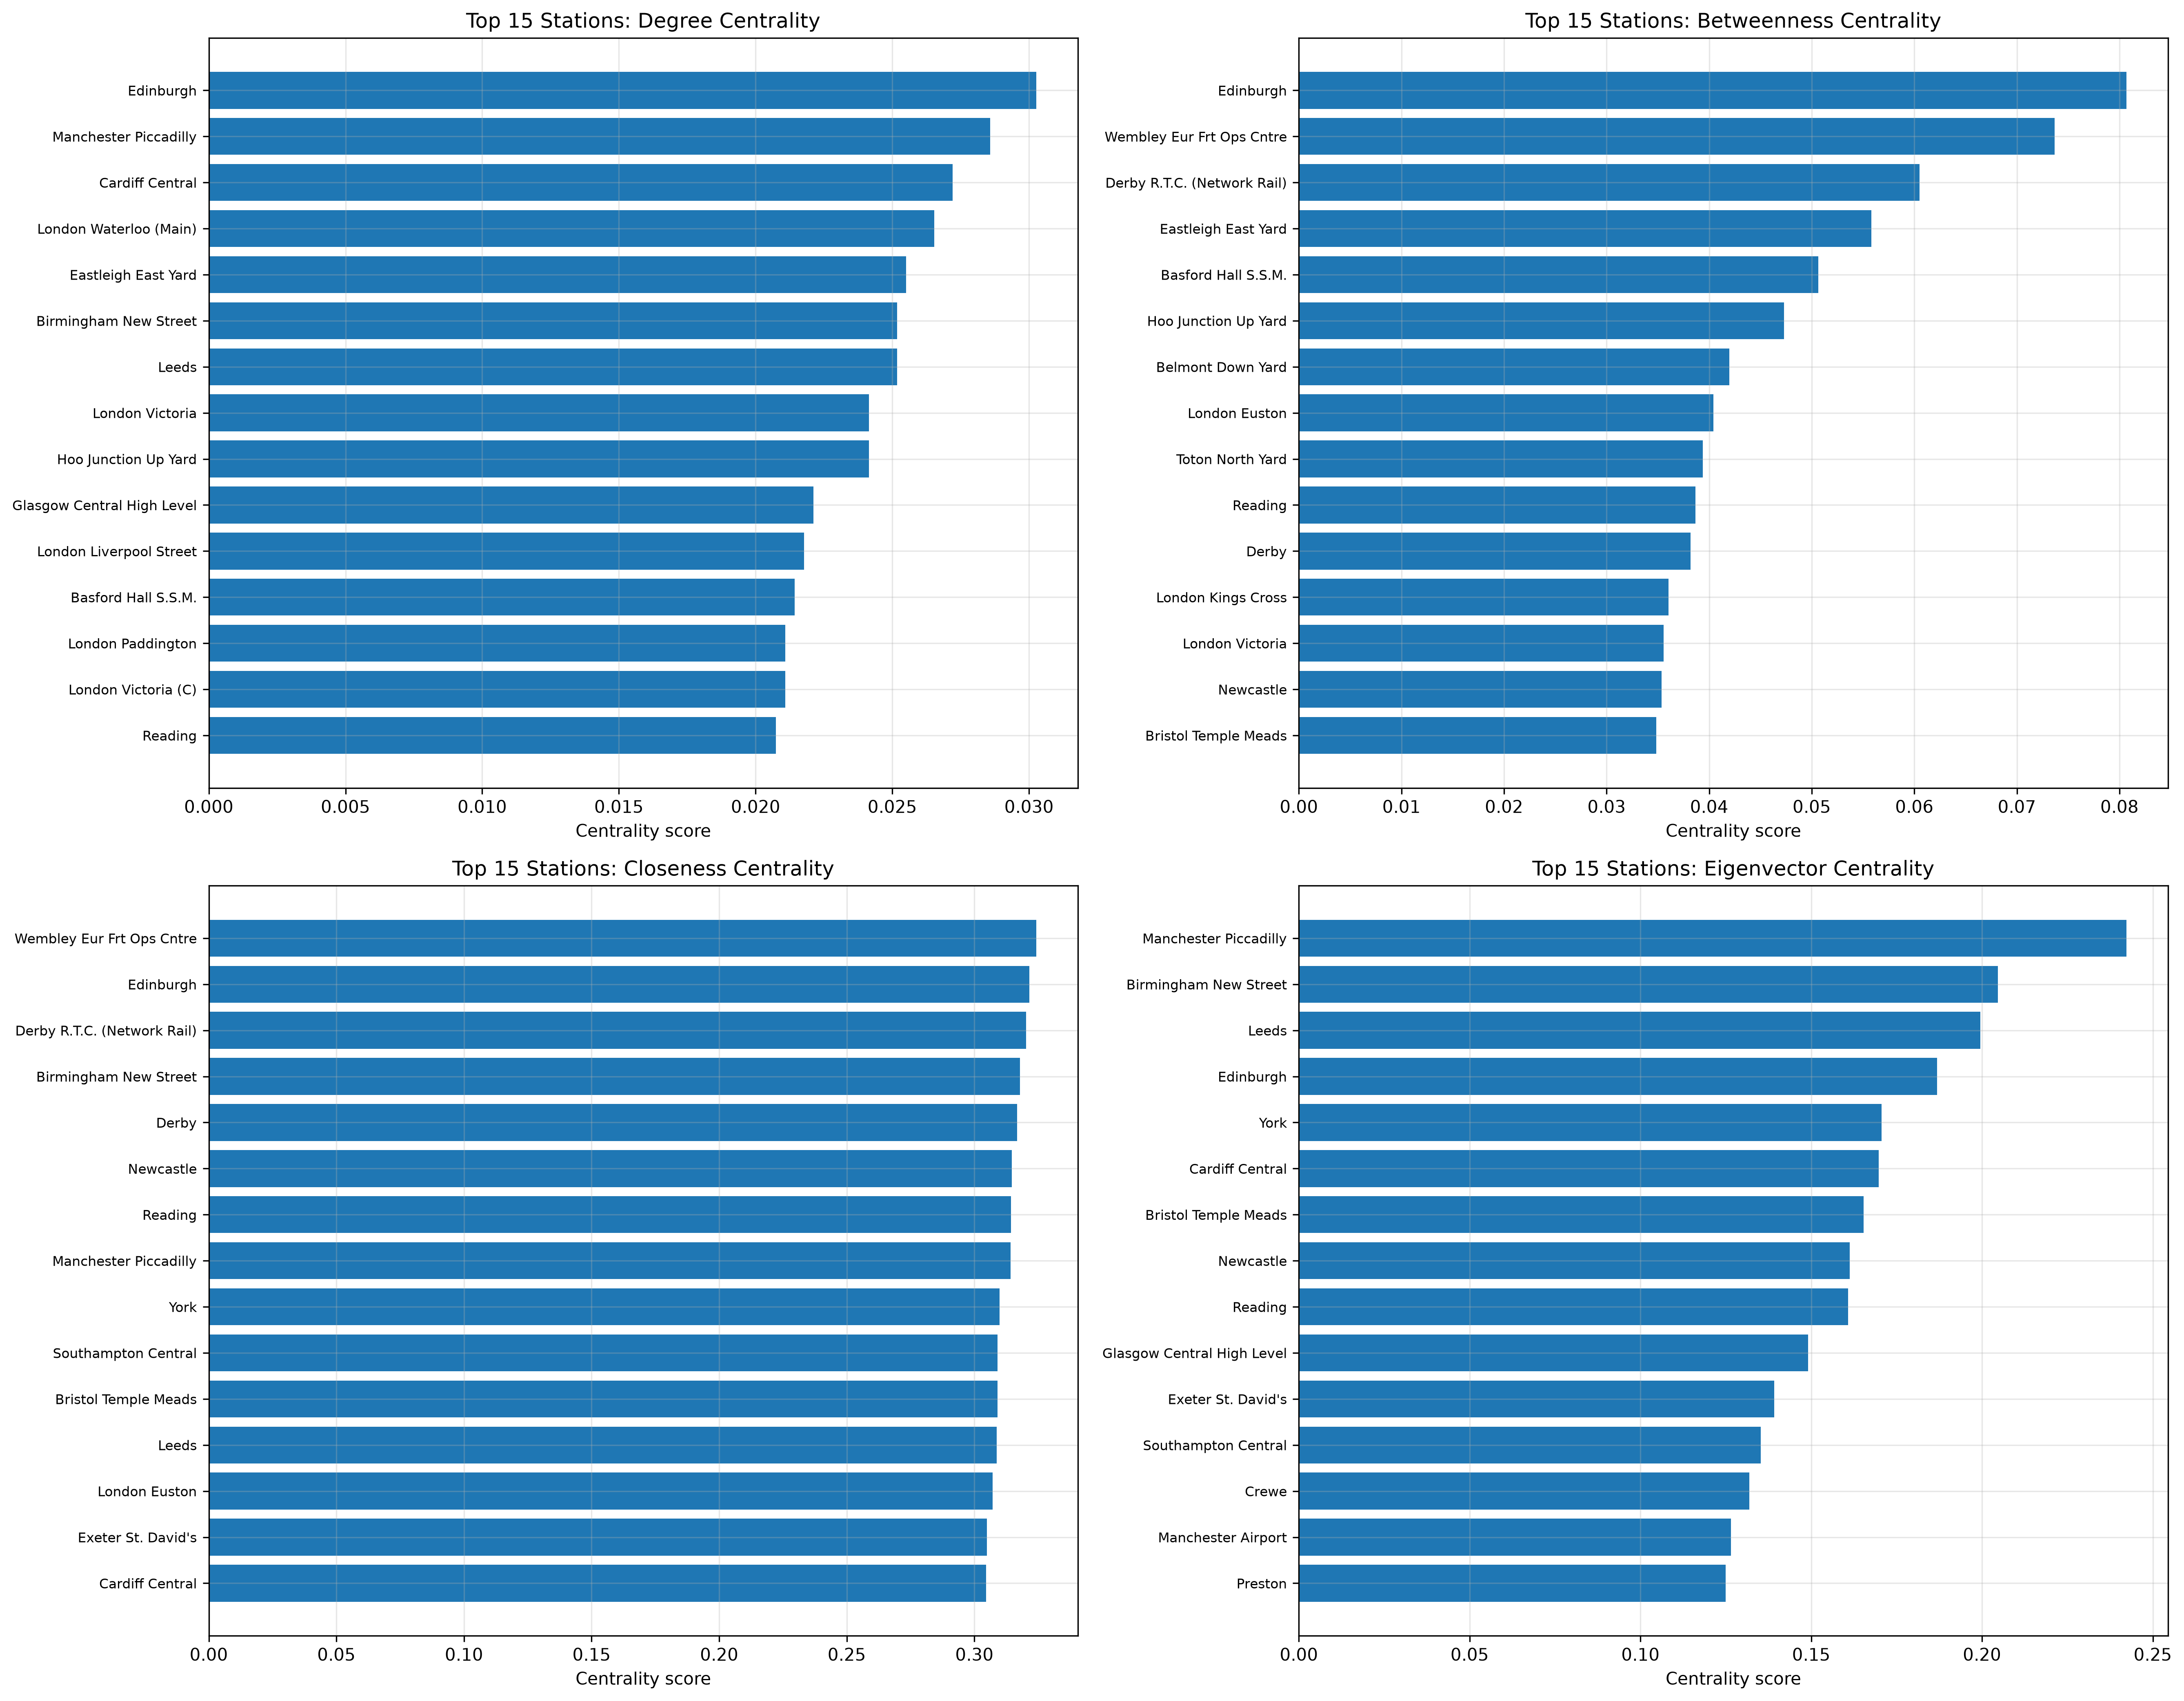 Top 15 Stations: Degree Centrality
Edinburgh
Manchester Piccadilly
Cardiff Central
London Waterloo (Main)
Eastleigh East Yard
Birmingham New Street
Leeds
London Victoria
Hoo Junction Up Yard
Glasgow Central High Level
London Liverpool Street
Basford Hall S.S.M.
London Paddington
London Victoria (C)
Reading
0.000 0.005 0.010 0.015 0.020 0.025 0.030
Centrality score
Top 15 Stations: Betweenness Centrality
Edinburgh
Wembley Eur Frt Ops Cntre
Derby R.T.C. (Network Rail)
Eastleigh East Yard
Basford Hall S.S.M.
Hoo Junction Up Yard
Belmont Down Yard
London Euston
Toton North Yard
Reading
Derby
London Kings Cross
London Victoria
Newcastle
Bristol Temple Meads
0.00 0.01 0.02 0.03 0.04 0.05 0.06 0.07 0.08
Centrality score
Top 15 Stations: Closeness Centrality
Wembley Eur Frt Ops Cntre
Edinburgh
Derby R.T.C. (Network Rail)
Birmingham New Street
Derby
Newcastle
Reading
Manchester Piccadilly
York
Southampton Central
Bristol Temple Meads
Leeds
London Euston
Exeter St. David's
Cardiff Central
0.00 0.05 0.10 0.15 0.20 0.25 0.30
Centrality score
Top 15 Stations: Eigenvector Centrality
Manchester Piccadilly
Birmingham New Street
Leeds
Edinburgh
York
Cardiff Central
Bristol Temple Meads
Newcastle
Reading
Glasgow Central High Level
Exeter St. David's
Southampton Central
Crewe
Manchester Airport
Preston
0.00 0.05 0.10 0.15 0.20 0.25
Centrality score